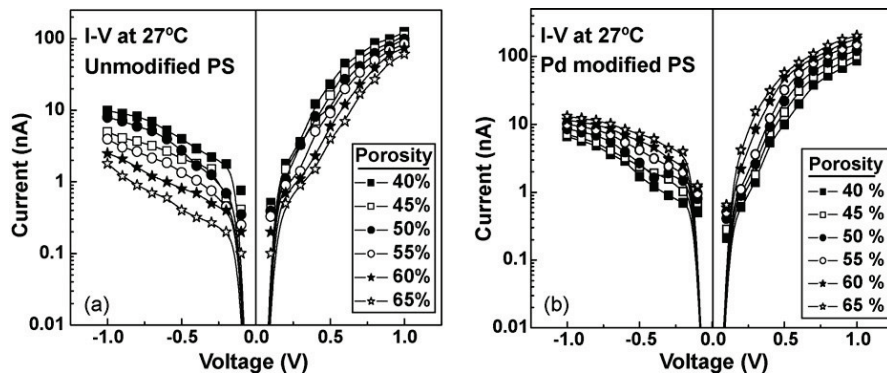 I-V at 27ºC
Unmodified PS
100
10
1
0.1
0.01
Current (nA)
Porosity
40%
45%
50%
55%
60%
65%
(a)
-1.0 -0.5 0.0 0.5 1.0
Voltage (V)
I-V at 27ºC
Pd modified PS
100
10
1
0.1
0.01
Current (nA)
Porosity
40 %
45 %
50 %
55 %
60 %
65 %
(b)
-1.0 -0.5 0.0 0.5 1.0
Voltage (V)